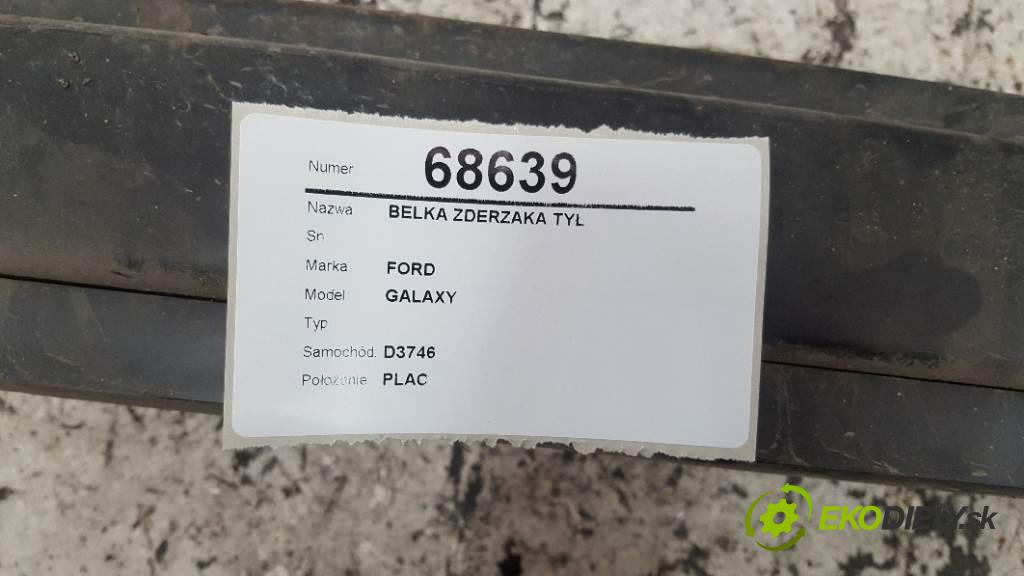 Numer 68639
Nazwa BELKA ZDERZAKA TYŁ
Sn
Marka FORD
Model GALAXY
Typ
Samochód. D3746
Położenie PLAC
EKODIELY.sk